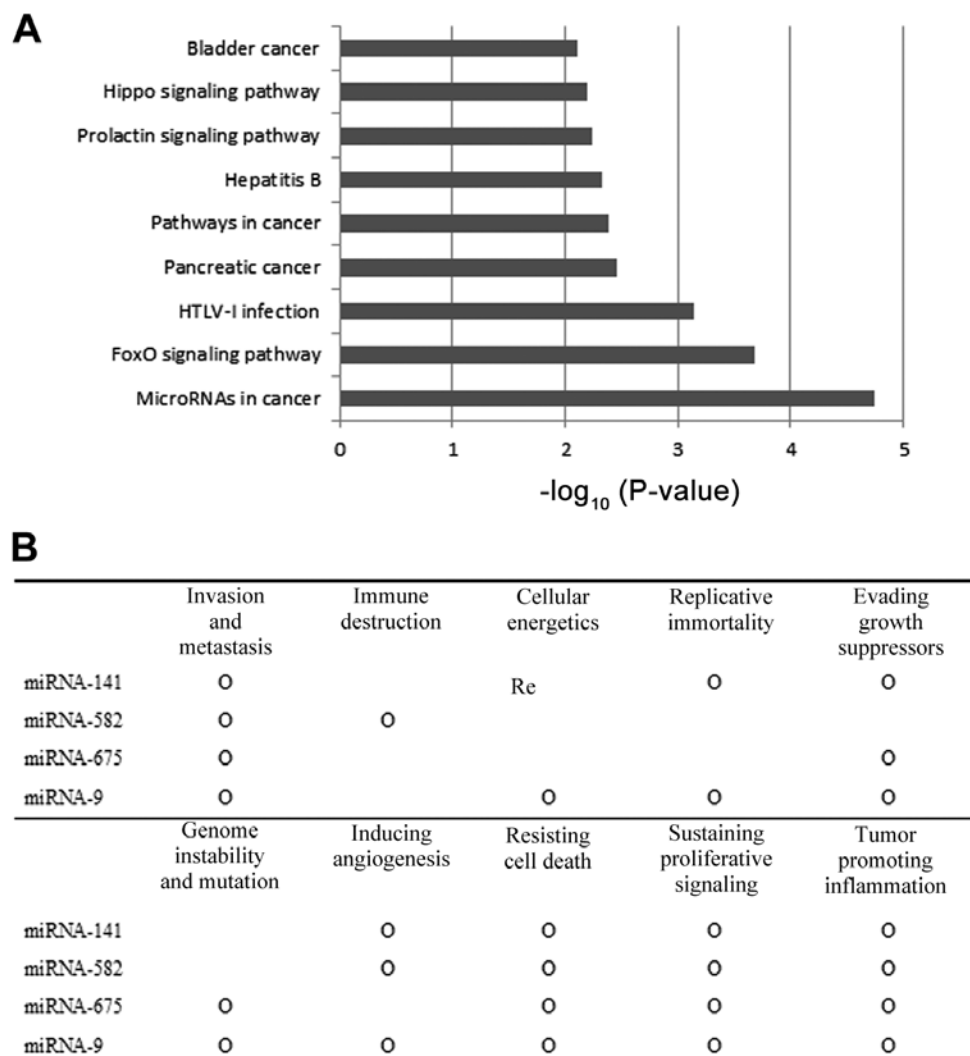 A
Bladder cancer
Hippo signaling pathway
Prolactin signaling pathway
Hepatitis B
Pathways in cancer
Pancreatic cancer
HTLV-I infection
FoxO signaling pathway
MicroRNAs in cancer
0 1 2 3 4 5
-log10 (P-value)
B
Invasion and metastasis Immune destruction Cellular energetics Replicative immortality Evading growth suppressors
miRNA-141 O Re O O
miRNA-582 O O
miRNA-675 O O
miRNA-9 O O O O
Genome instability and mutation Inducing angiogenesis Resisting cell death Sustaining proliferative signaling Tumor promoting inflammation
miRNA-141 O O O O
miRNA-582 O O O O
miRNA-675 O O O O
miRNA-9 O O O O O